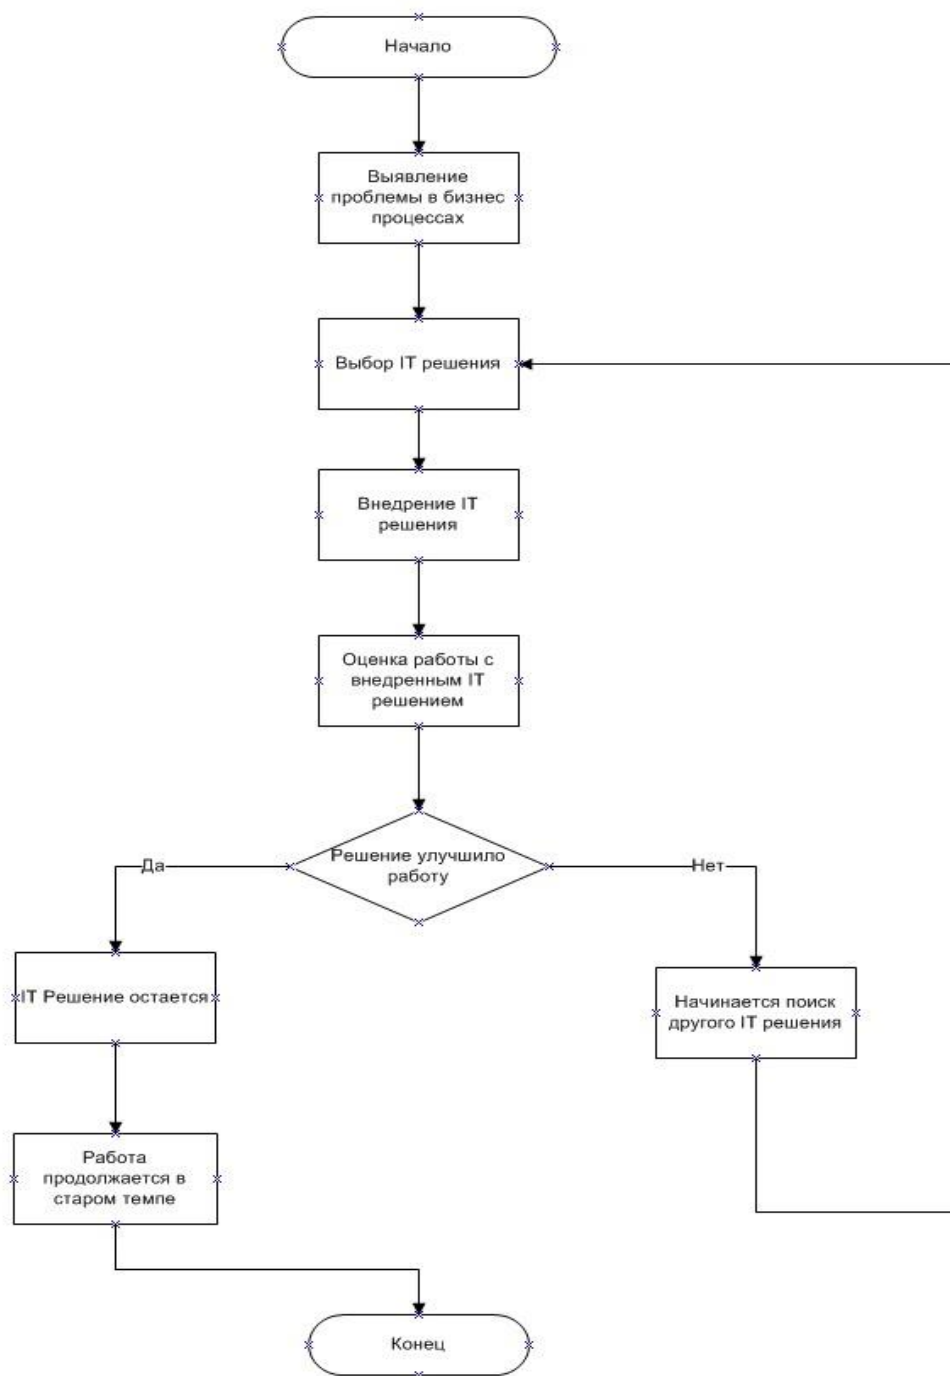 Начало
Выявление
проблемы в бизнес
процессах
Выбор IT решения
Внедрение IT
решения
Оценка работы с
внедренным IT
решением
Решение улучшило
работу
Да
Нет
IT Решение остается
Начинается поиск
другого IT решения
Работа
продолжается в
старом темпе
Конец